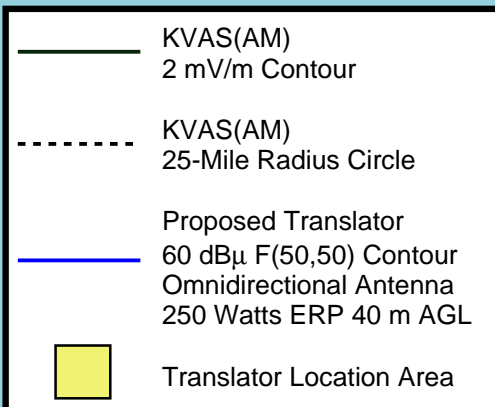 KVAS(AM)
2 mV/m Contour
KVAS(AM)
25-Mile Radius Circle
Proposed Translator
60 dBμ F(50,50) Contour
Omnidirectional Antenna
250 Watts ERP 40 m AGL
Translator Location Area